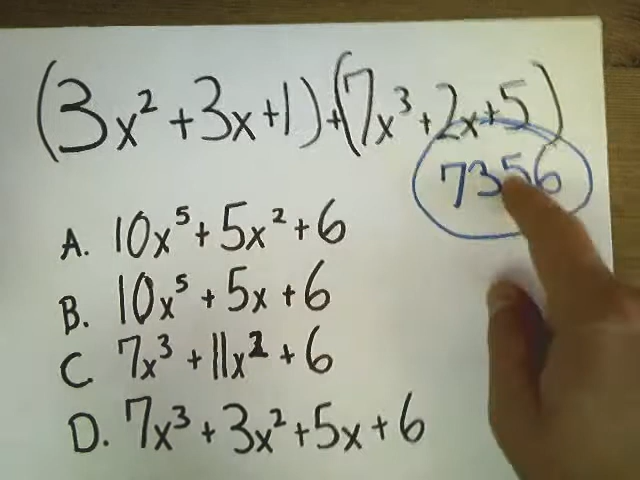 (3x² + 3x + 1) + (7x³ + 2x + 5)
7356
A. 10x⁵ + 5x² + 6
B. 10x⁵ + 5x + 6
C 7x³ + 11x² + 6
D. 7x³ + 3x² + 5x + 6